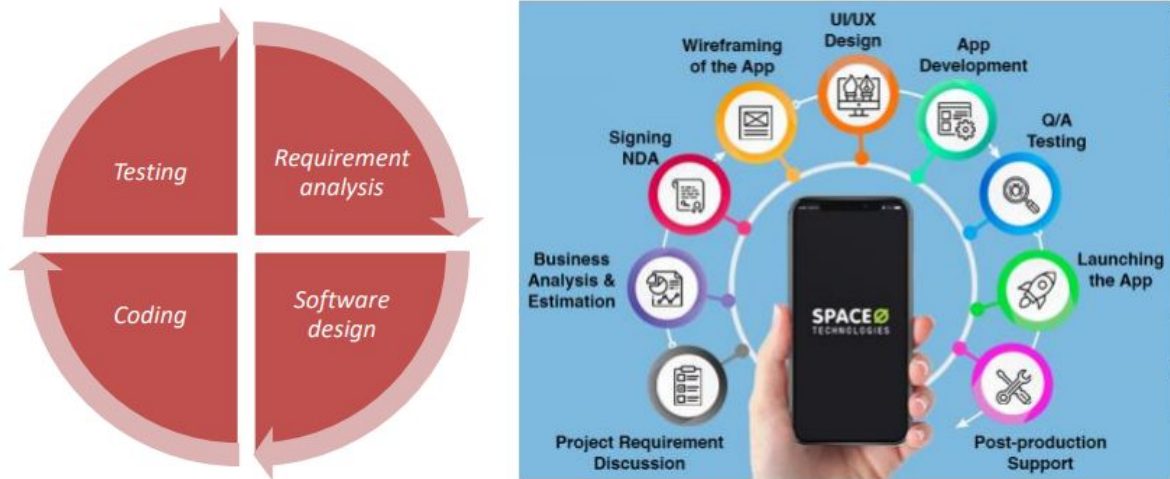 Testing
Requirement
analysis
Coding
Software
design
UI/UX
Design
Wireframing
of the App
App
Development
Signing
NDA
Q/A
Testing
Business
Analysis &
Estimation
Launching
the App
SPACEØ
TECHNOLOGIES
Project Requirement
Discussion
Post-production
Support